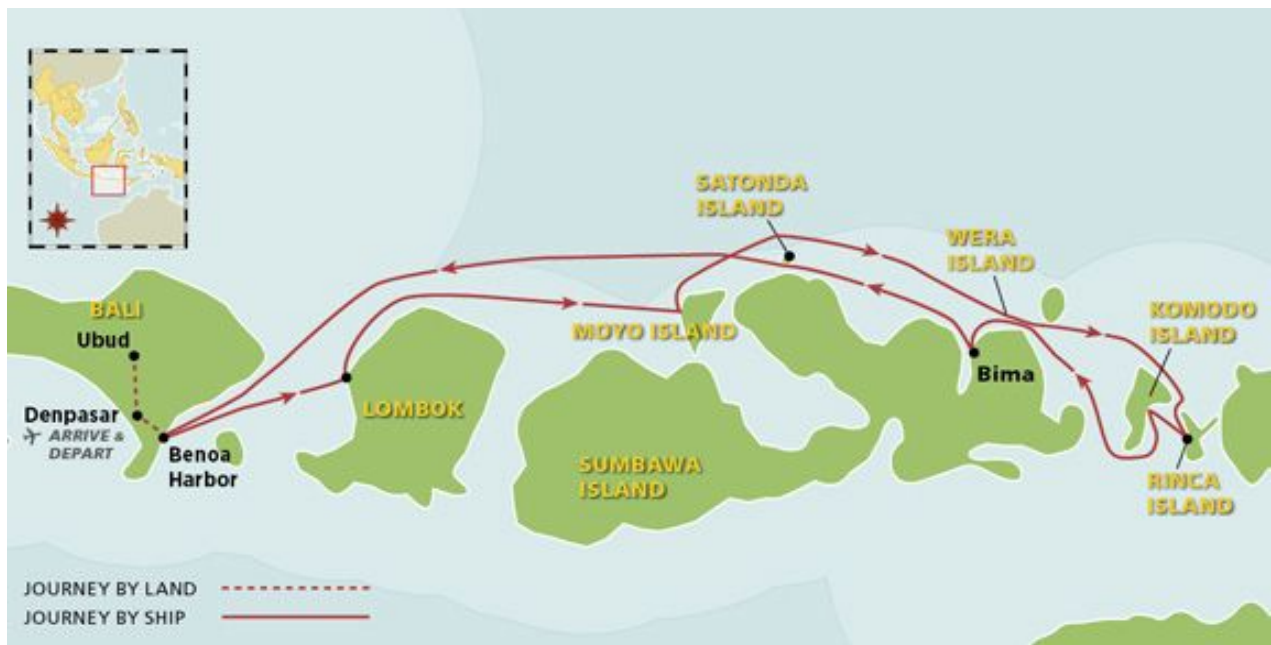 SATONDA
ISLAND
WERA
ISLAND
KOMODO
ISLAND
BALI
Ubud
MOYO ISLAND
Bima
Denpasar
ARRIVE &
DEPART
LOMBOK
Benoa
Harbor
SUMBAWA
ISLAND
RINCA
ISLAND
JOURNEY BY LAND
JOURNEY BY SHIP